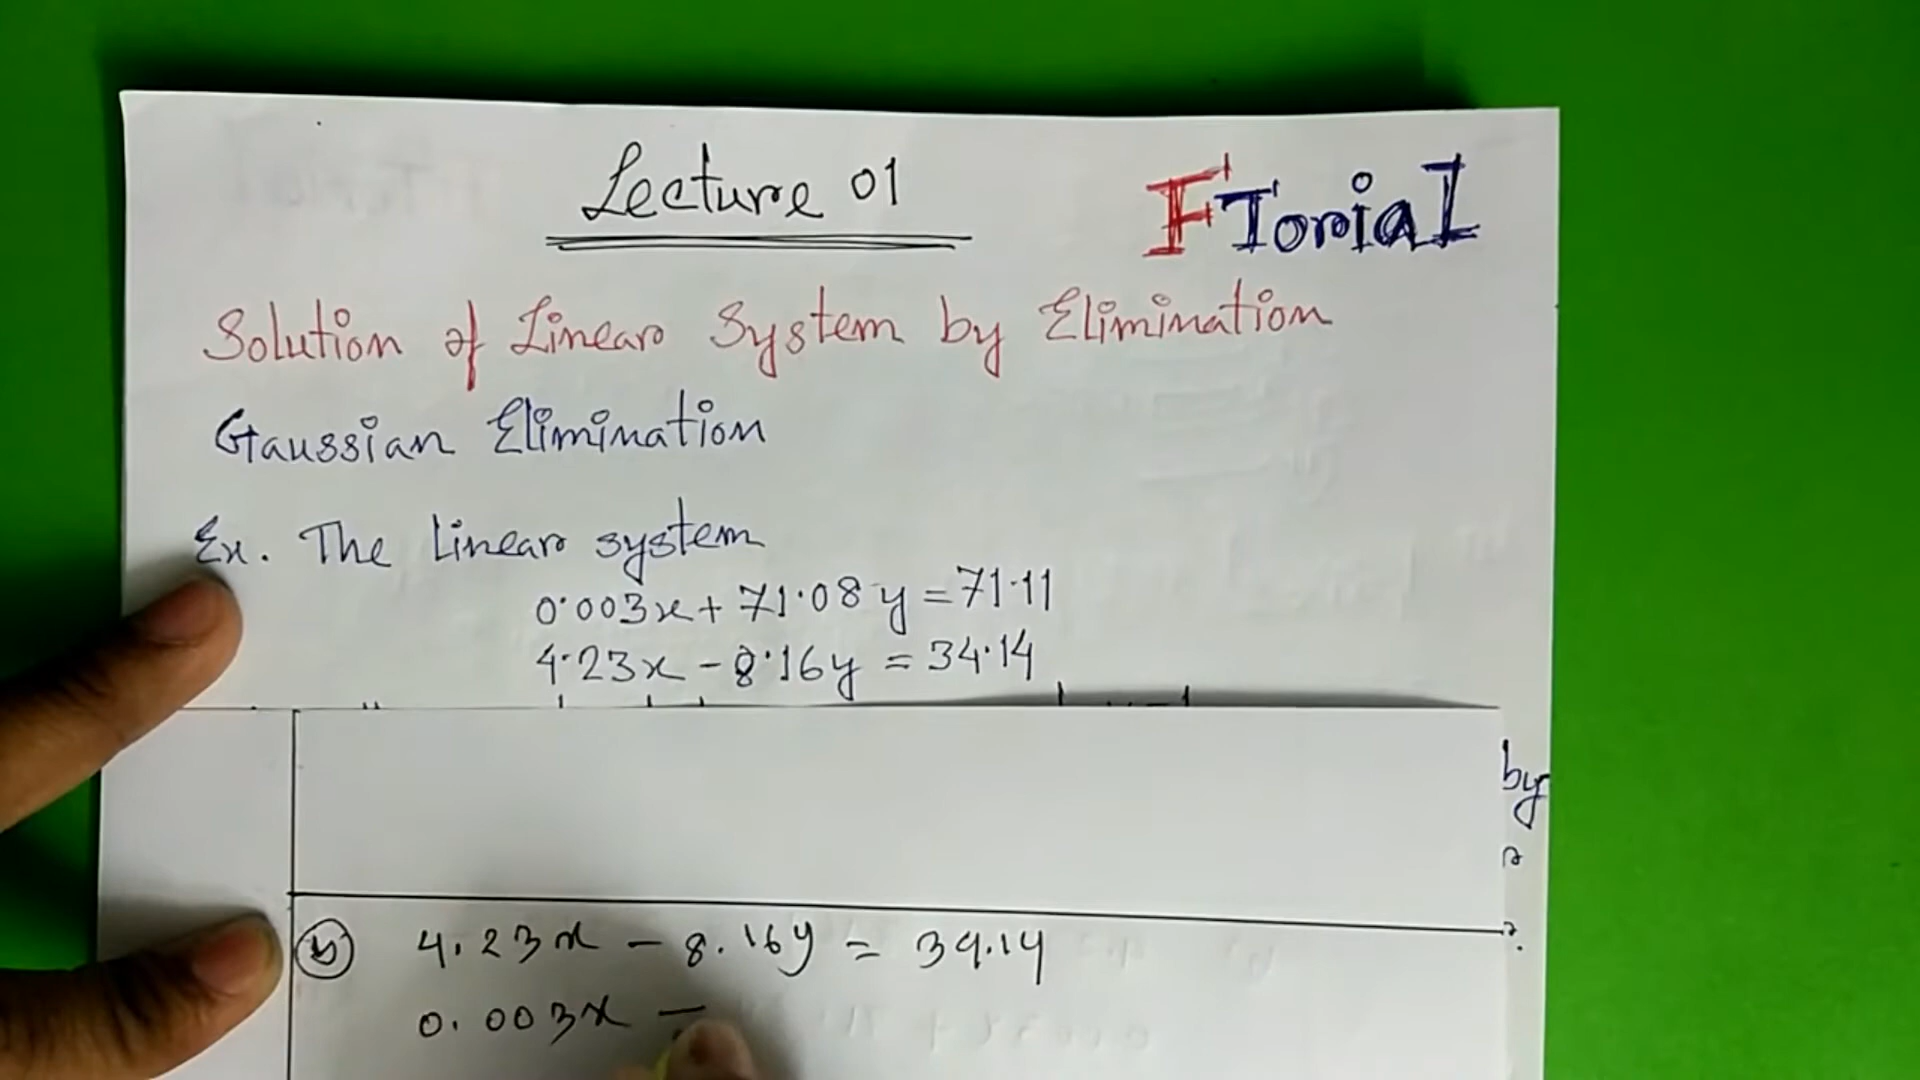 Lecture 01
FTorial
Solution of Linear System by Elimination
Gaussian Elimination
Ex. The linear system
0.003x + 71.08y = 71.11
4.23x - 8.16y = 34.14
by
(b) 4.23x - 8.16y = 34.14
0.003x